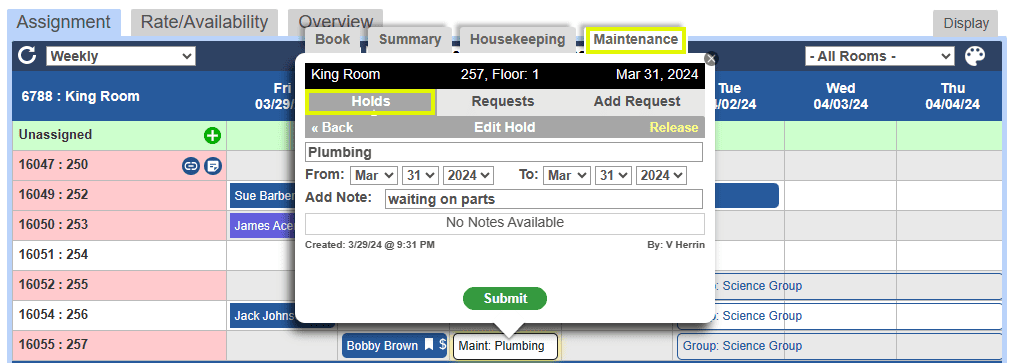 Assignment Rate/Availability Overview Display
Book Summary Housekeeping Maintenance
Weekly - All Rooms -
King Room 257, Floor: 1 Mar 31, 2024
6788 : King Room Fri Tue Wed Thu
03/29/ /02/24 04/03/24 04/04/24
Holds Requests Add Request
« Back Edit Hold Release
Unassigned
Plumbing
16047 : 250
From: Mar 31 2024 To: Mar 31 2024
16049 : 252 Sue Barber
Add Note: waiting on parts
16050 : 253 James Ace
No Notes Available
Created: 3/29/24 @ 9:31 PM By: V Herrin
16051 : 254
16052 : 255 Science Group
Submit
16054 : 256 Jack Johns Science Group
16055 : 257 Bobby Brown $ Maint: Plumbing Group: Science Group